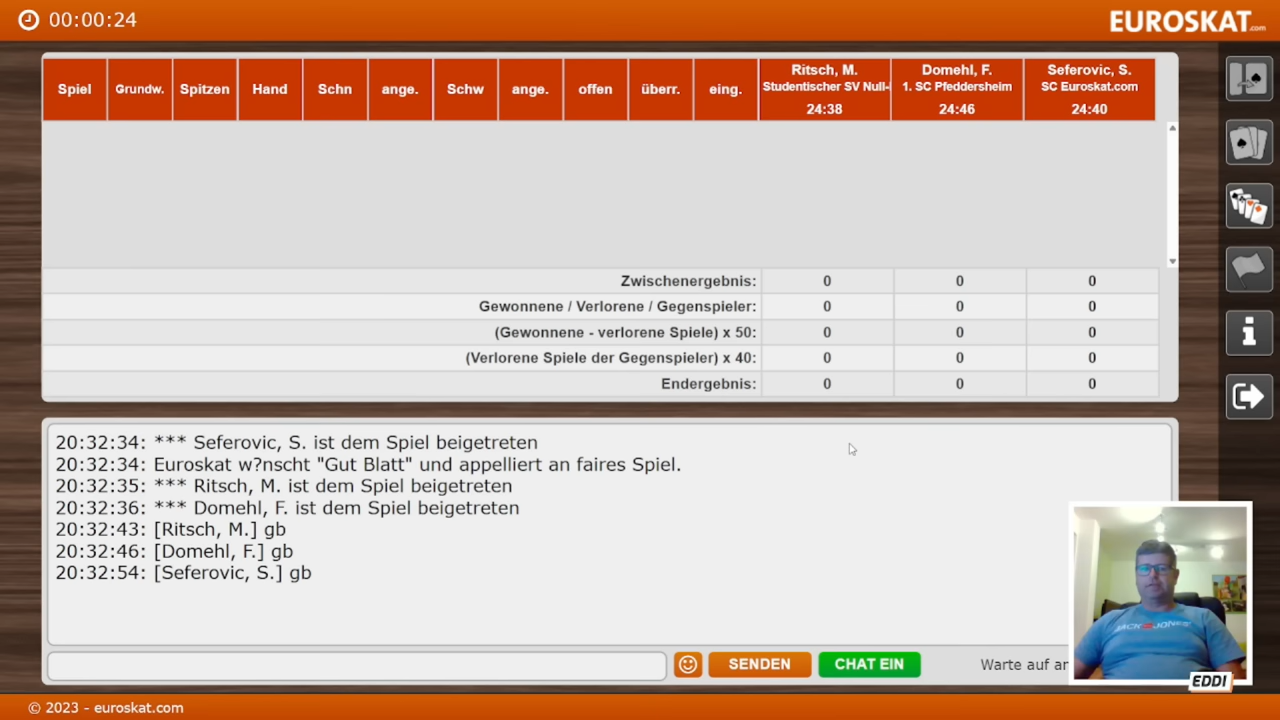 00:00:24
EUROSKAT.com
Spiel Grundw. Spitzen Hand Schn ange. Schw ange. offen überr. eing.
Ritsch, M. Domehl, F. Seferovic, S.
Studentischer SV Null- 1. SC Pfeddersheim SC Euroskat.com
24:38 24:46 24:40
Zwischenergebnis: 0 0 0
Gewonnene / Verlorene / Gegenspieler: 0 0 0
(Gewonnene - verlorene Spiele) x 50: 0 0 0
(Verlorene Spiele der Gegenspieler) x 40: 0 0 0
Endergebnis: 0 0 0
20:32:34: *** Seferovic, S. ist dem Spiel beigetreten
20:32:34: Euroskat w?nscht "Gut Blatt" und appelliert an faires Spiel.
20:32:35: *** Ritsch, M. ist dem Spiel beigetreten
20:32:36: *** Domehl, F. ist dem Spiel beigetreten
20:32:43: [Ritsch, M.] gb
20:32:46: [Domehl, F.] gb
20:32:54: [Seferovic, S.] gb
JACK JONES
SENDEN
CHAT EIN
Warte auf
EDDI
© 2023 - euroskat.com